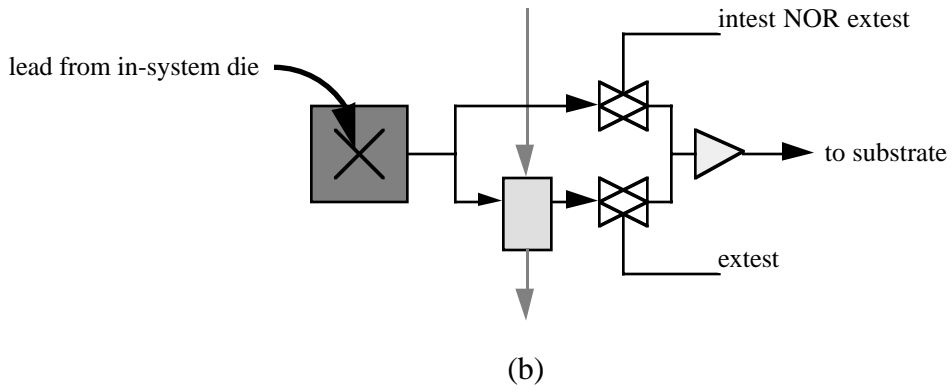 intest NOR extest
lead from in-system die
to substrate
extest
(b)